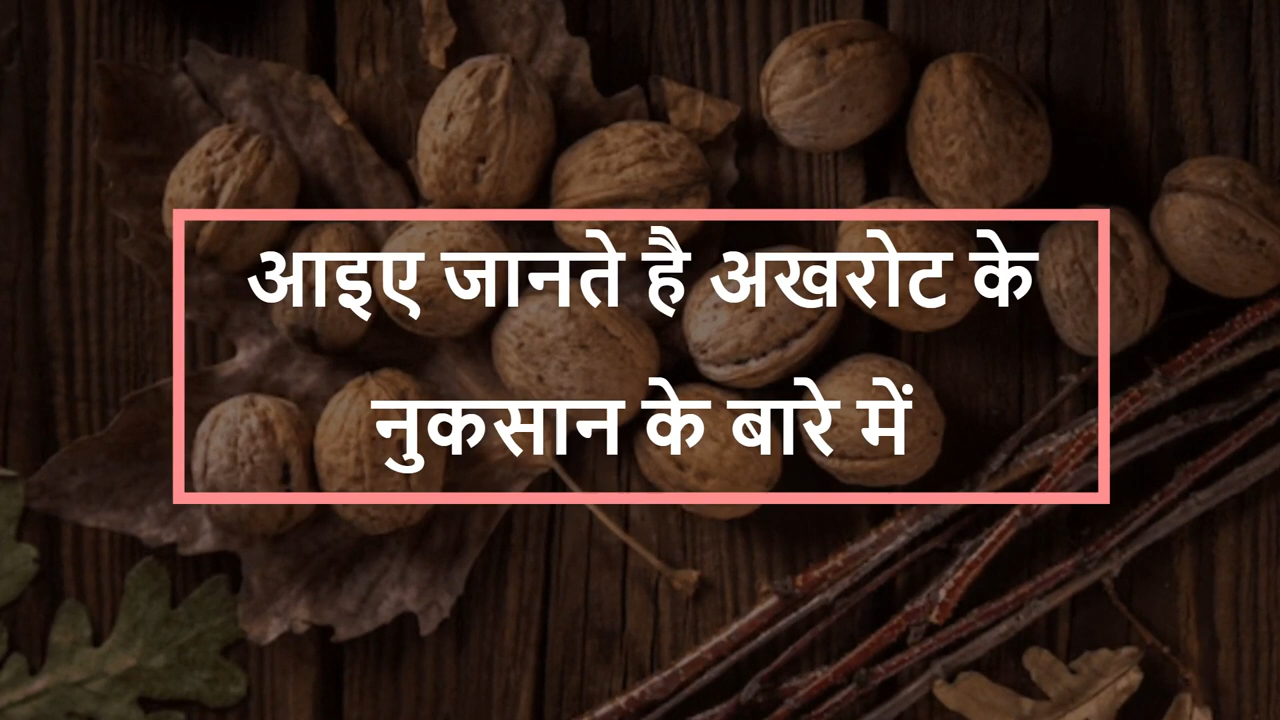 आइए जानते है अखरोट के
नुकसान के बारे में